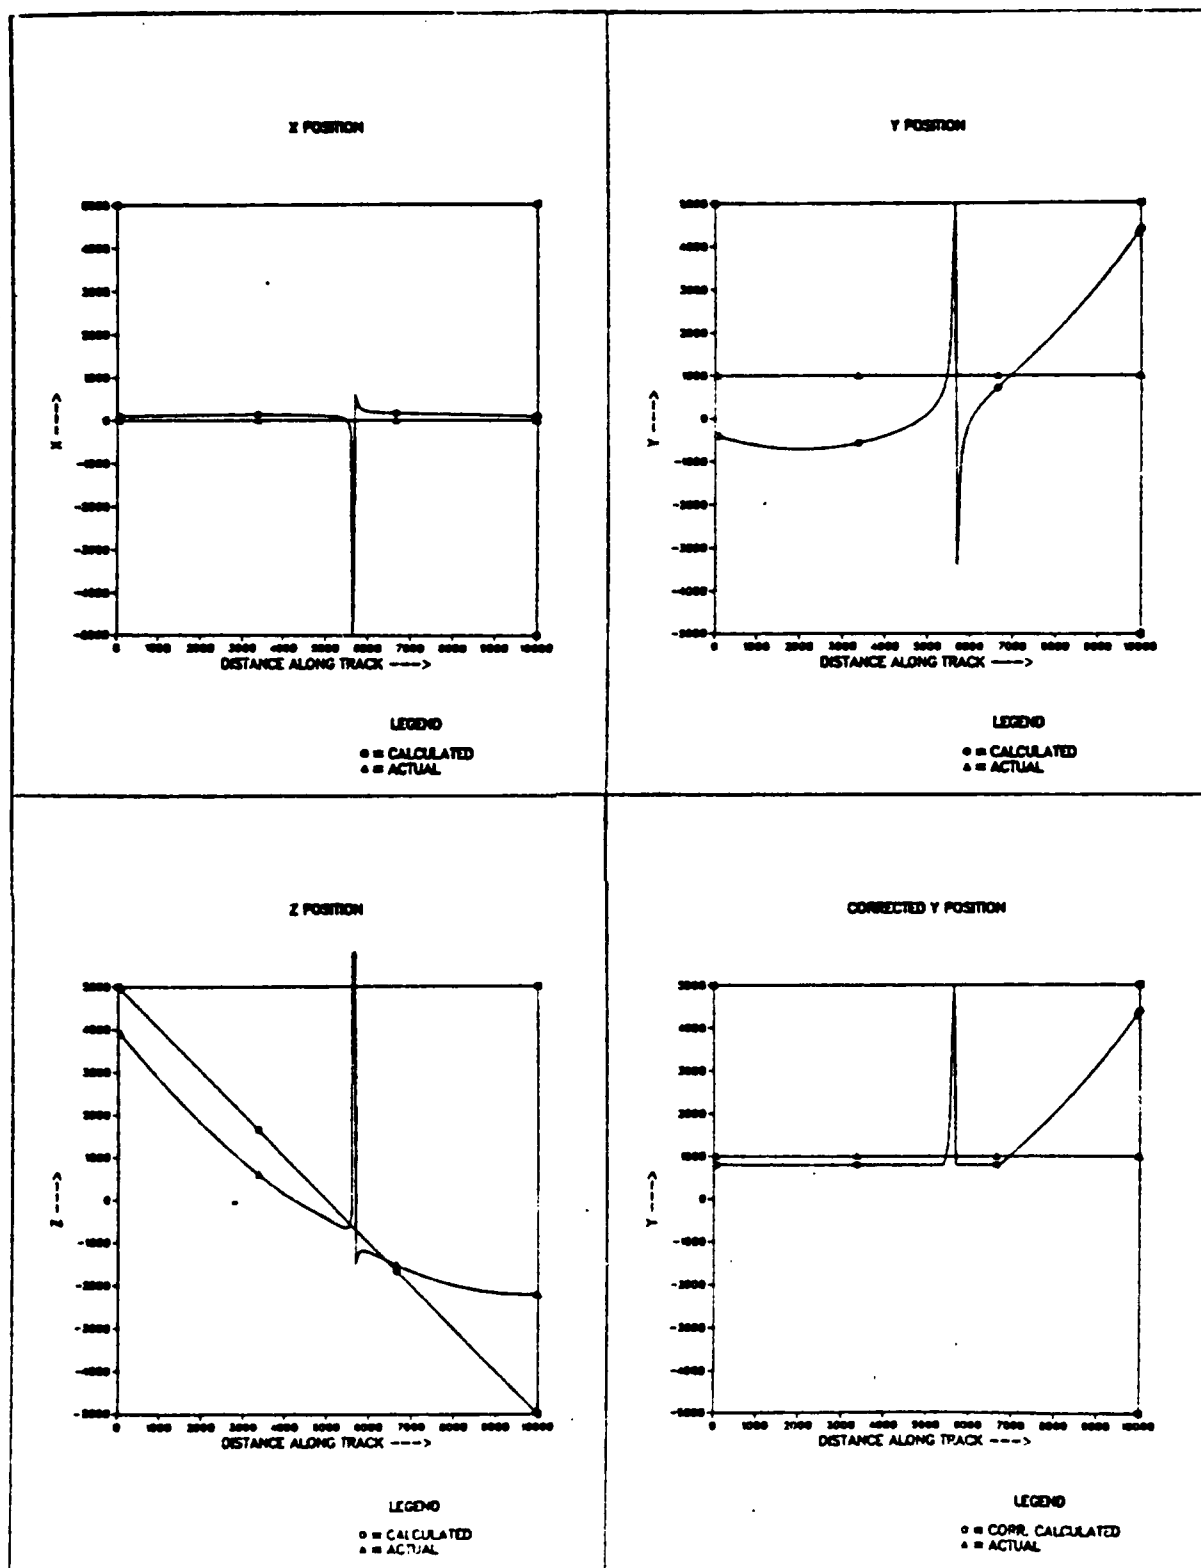 X POSITION
5000
4000
3000
2000
1000
0
-1000
-2000
-3000
-4000
-5000
X ---->
0 1000 2000 3000 4000 5000 6000 7000 8000 9000 10000
DISTANCE ALONG TRACK ---->
LEGEND
o = CALCULATED
▵ = ACTUAL
Y POSITION
5000
4000
3000
2000
1000
0
-1000
-2000
-3000
-4000
-5000
Y ---->
0 1000 2000 3000 4000 5000 6000 7000 8000 9000 10000
DISTANCE ALONG TRACK ---->
LEGEND
o = CALCULATED
▵ = ACTUAL
Z POSITION
5000
4000
3000
2000
1000
0
-1000
-2000
-3000
-4000
-5000
Z ---->
0 1000 2000 3000 4000 5000 6000 7000 8000 9000 10000
DISTANCE ALONG TRACK ---->
LEGEND
o = CALCULATED
▵ = ACTUAL
CORRECTED Y POSITION
5000
4000
3000
2000
1000
0
-1000
-2000
-3000
-4000
-5000
Y ---->
0 1000 2000 3000 4000 5000 6000 7000 8000 9000 10000
DISTANCE ALONG TRACK ---->
LEGEND
o = CORR. CALCULATED
▵ = ACTUAL